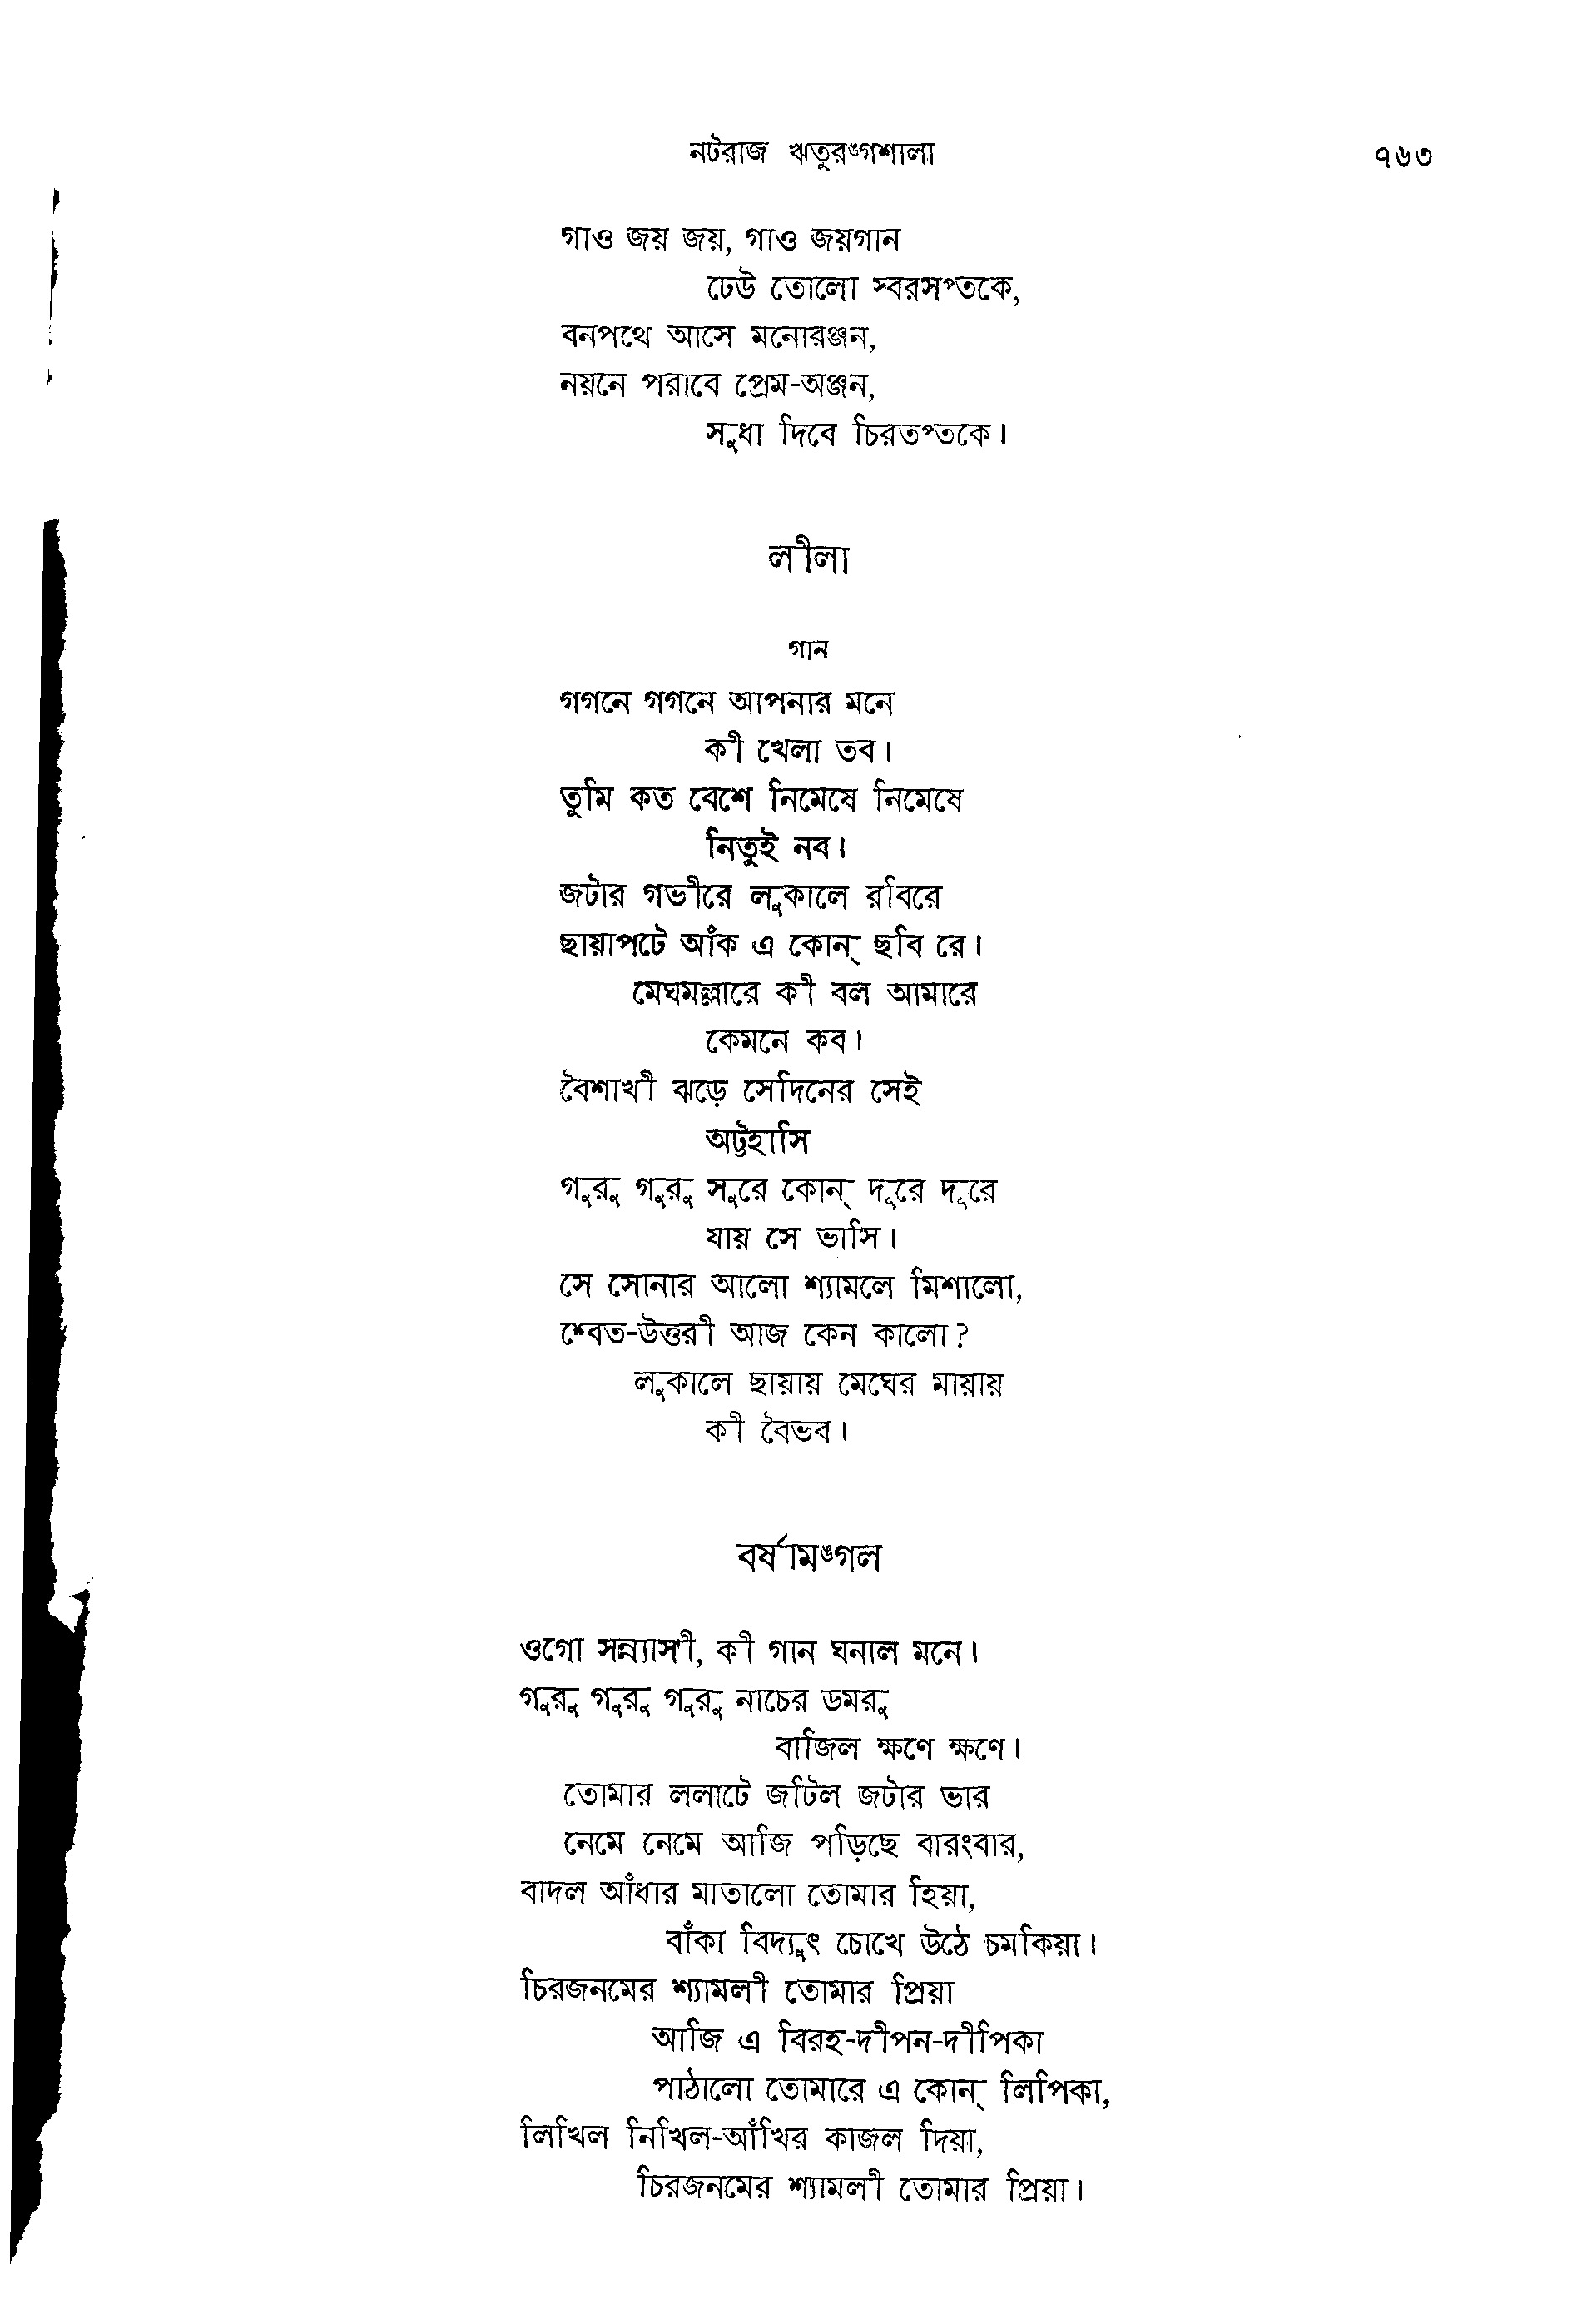 নটরাজ ঋতুরঙ্গশালা ৭৬৩
গাও জয় জয়, গাও জয়গান
ঢেউ তোলো স্বরসপ্তকে,
বনপথে আসে মনোরঞ্জন,
নয়নে পরাবে প্রেম-অঞ্জন,
সুধা দিবে চিরতপ্তকে।
লীলা
গান
গগনে গগনে আপনার মনে
কী খেলা তব।
তুমি কত বেশে নিমেষে নিমেষে
নিতুই নব।
জটার গভীরে লুকালে রবিরে
ছায়াপটে আঁক এ কোন্ ছবি রে।
মেঘমল্লারে কী বল আমারে
কেমনে কব।
বৈশাখী ঝড়ে সেদিনের সেই
অট্টহাসি
গুরু গুরু সুরে কোন্ দূরে দূরে
যায় সে ভাসি।
সে সোনার আলো শ্যামলে মিশালো,
শ্বেত-উত্তরী আজ কেন কালো?
লুকালে ছায়ায় মেঘের মায়ায়
কী বৈভব।
বর্ষামঙ্গল
ওগো সন্ন্যাসী, কী গান ঘনাল মনে।
গুরু গুরু গুরু নাচের ডমরু
বাজিল ক্ষণে ক্ষণে।
তোমার ললাটে জটিল জটার ভার
নেমে নেমে আজি পড়িছে বারংবার,
বাদল আঁধার মাতালো তোমার হিয়া,
বাঁকা বিদ্যুৎ চোখে উঠে চমকিয়া।
চিরজনমের শ্যামলী তোমার প্রিয়া
আজি এ বিরহ-দীপন-দীপিকা
পাঠালো তোমারে এ কোন্ লিপিকা,
লিখিল নিখিল-আঁখির কাজল দিয়া,
চিরজনমের শ্যামলী তোমার প্রিয়া।